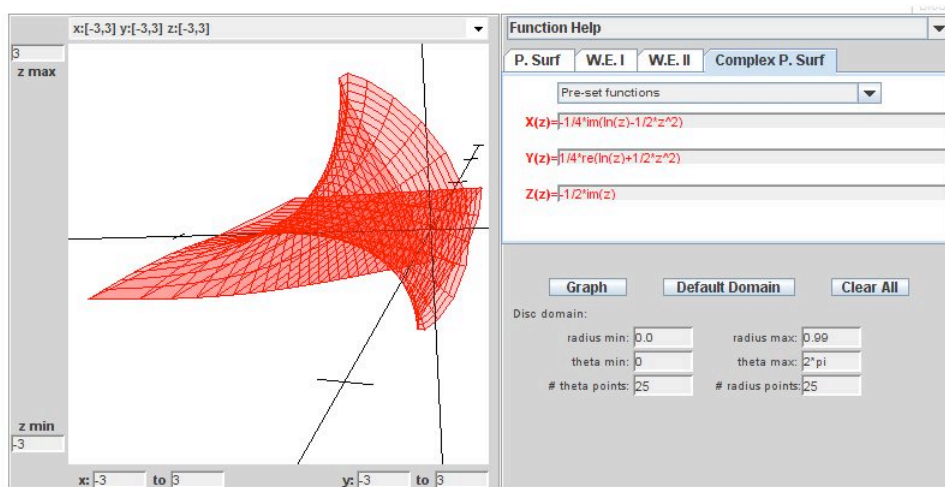 x:[-3,3] y:[-3,3] z:[-3,3]
3
z max
z min
-3
x: -3 to 3 y: -3 to 3
Function Help
P. Surf W.E. I W.E. II Complex P. Surf
Pre-set functions
X(z)=-1/4*im(ln(z)-1/2*z^2)
Y(z)=1/4*re(ln(z)+1/2*z^2)
Z(z)=-1/2*im(z)
Graph Default Domain Clear All
Disc domain:
radius min: 0.0 radius max: 0.99
theta min: 0 theta max: 2*pi
# theta points: 25 # radius points: 25